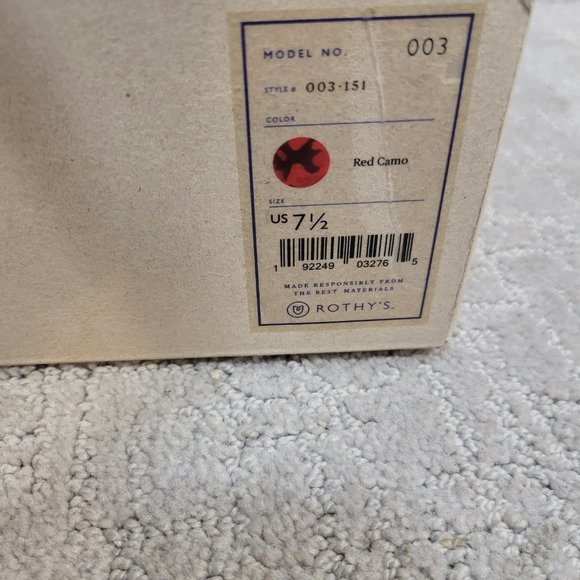 MODEL NO. 003
STYLE # 003-151
COLOR
Red Camo
SIZE
US 7½
1 92249 03276 5
MADE RESPONSIBLY FROM
THE BEST MATERIALS
ROTHY'S™